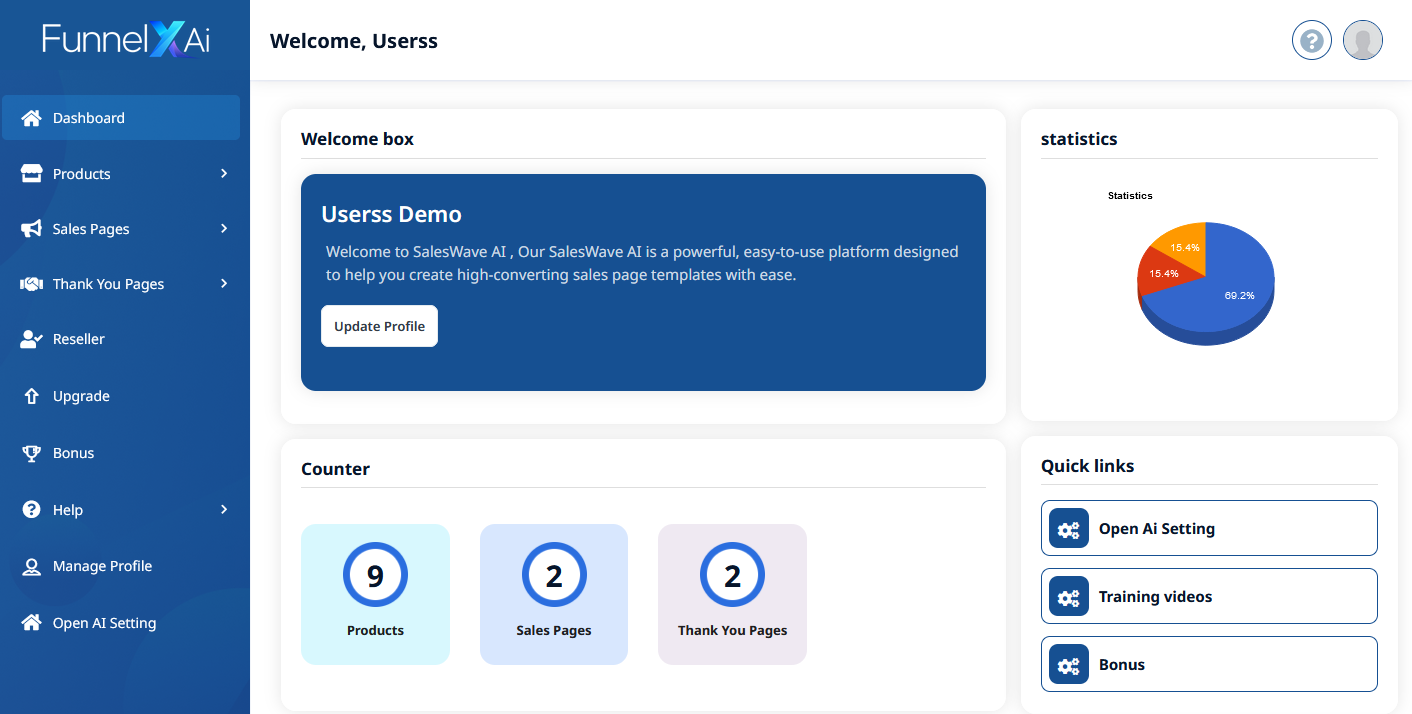 FunnelXAi
Welcome, Userss
?
Dashboard
Products
Sales Pages
Thank You Pages
Reseller
Upgrade
Bonus
Help
Manage Profile
Open AI Setting
Welcome box
Userss Demo
Welcome to SalesWave AI , Our SalesWave AI is a powerful, easy-to-use platform designed
to help you create high-converting sales page templates with ease.
Update Profile
statistics
Statistics
15.4%
15.4%
69.2%
Counter
9
Products
2
Sales Pages
2
Thank You Pages
Quick links
Open Ai Setting
Training videos
Bonus